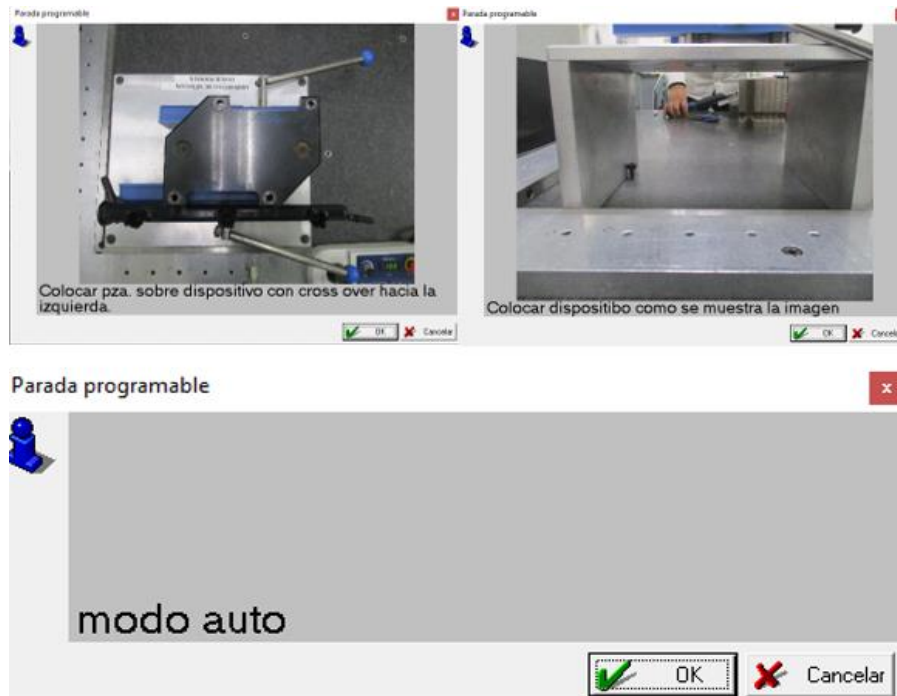 Parada programable
Colocar pza. sobre dispositivo con cross over hacia la
izquierda.
OK Cancelar
Parada programable
Colocar dispositibo como se muestra la imagen
OK Cancelar
Parada programable
modo auto
OK Cancelar